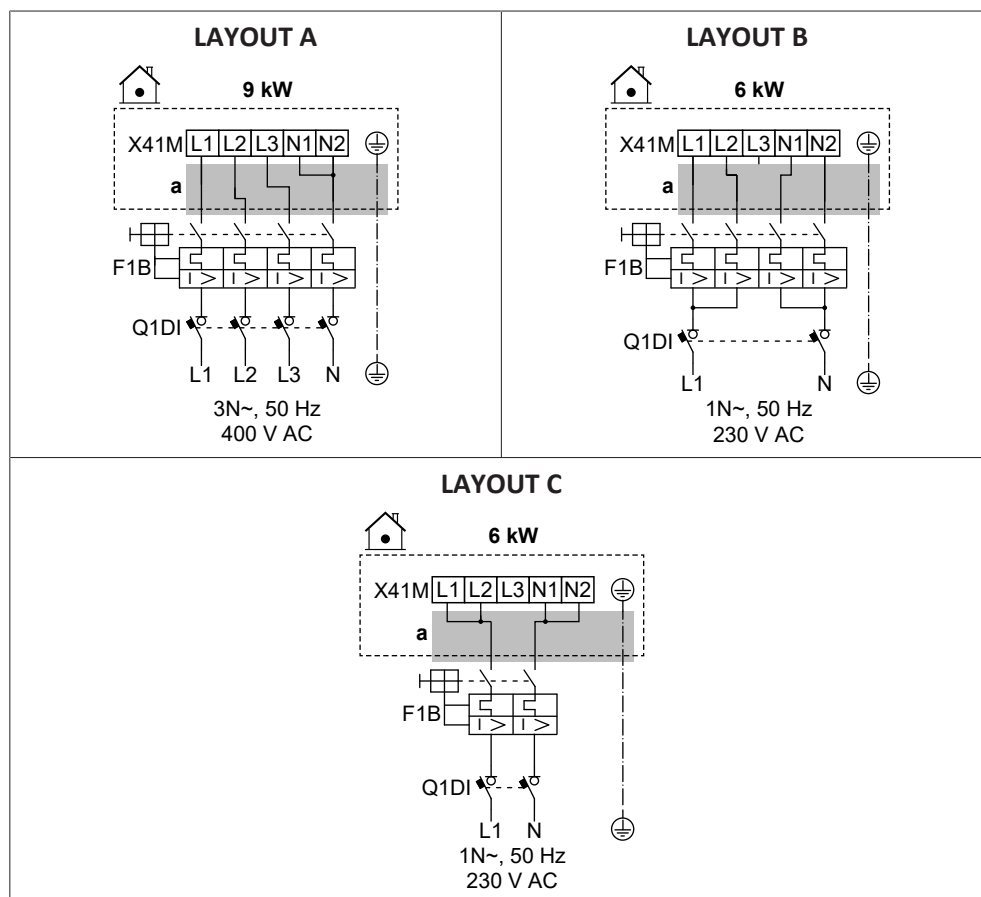 LAYOUT A
9 kW
X41M L1 L2 L3 N1 N2
a
F1B
I >  I >  I >  I >
Q1DI
L1 L2 L3 N
3N~, 50 Hz
400 V AC
LAYOUT B
6 kW
X41M L1 L2 L3 N1 N2
a
F1B
I >  I >  I >  I >
Q1DI
L1 N
1N~, 50 Hz
230 V AC
LAYOUT C
6 kW
X41M L1 L2 L3 N1 N2
a
F1B
I >  I >
Q1DI
L1 N
1N~, 50 Hz
230 V AC